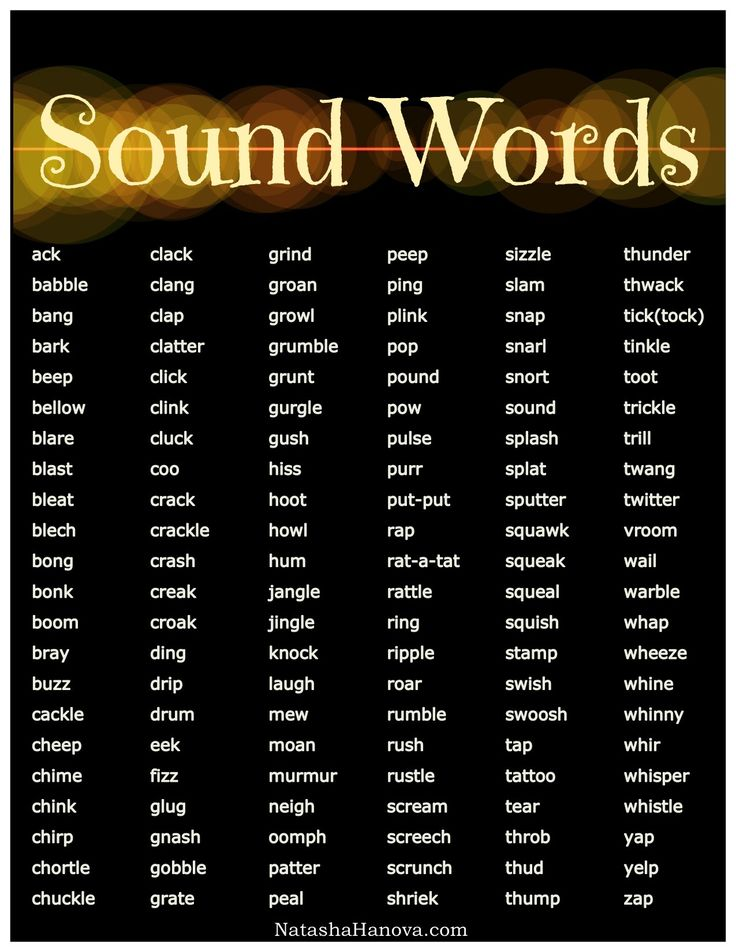 Sound Words
ack clack grind peep sizzle thunder
babble clang groan ping slam thwack
bang clap growl plink snap tick(tock)
bark clatter grumble pop snarl tinkle
beep click grunt pound snort toot
bellow clink gurgle pow sound trickle
blare cluck gush pulse splash trill
blast coo hiss purr splat twang
bleat crack hoot put-put sputter twitter
blech crackle howl rap squawk vroom
bong crash hum rat-a-tat squeak wail
bonk creak jangle rattle squeal warble
boom croak jingle ring squish whap
bray ding knock ripple stamp wheeze
buzz drip laugh roar swish whine
cackle drum mew rumble swoosh whinny
cheep eek moan rush tap whir
chime fizz murmur rustle tattoo whisper
chink glug neigh scream tear whistle
chirp gnash oomph screech throb yap
chortle gobble patter scrunch thud yelp
chuckle grate peal shriek thump zap
NatashaHanova.com